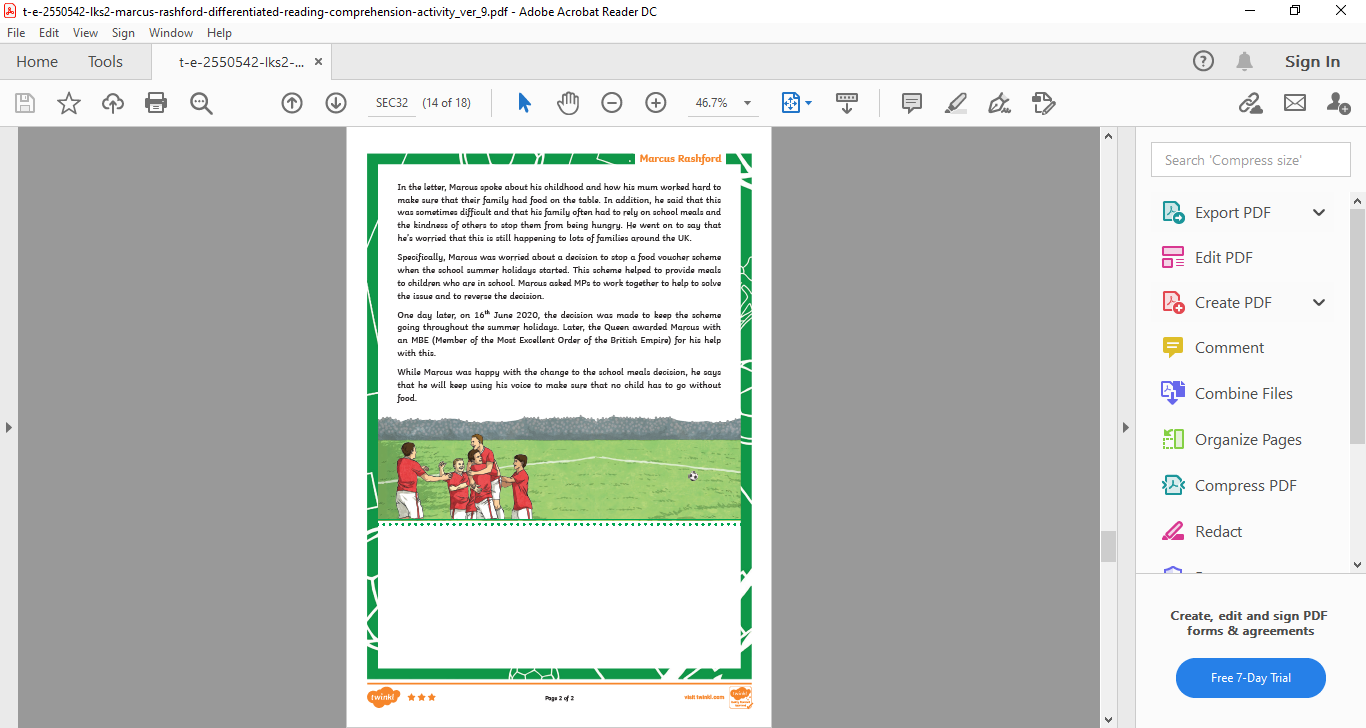 t-e-2550542-lks2-marcus-rashford-differentiated-reading-comprehension-activity_ver_9.pdf - Adobe Acrobat Reader DC
File Edit View Sign Window Help
Home Tools t-e-2550542-lks2-... × Sign In
SEC32 (14 of 18) 46.7%
Marcus Rashford
In the letter, Marcus spoke about his childhood and how his mum worked hard to
make sure that their family had food on the table. In addition, he said that this
was sometimes difficult and that his family often had to rely on school meals and
the kindness of others to stop them from being hungry. He went on to say that
he's worried that this is still happening to lots of families around the UK.
Specifically, Marcus was worried about a decision to stop a food voucher scheme
when the school summer holidays started. This scheme helped to provide meals
to children who are in school. Marcus asked MPs to work together to help to solve
the issue and to reverse the decision.
One day later, on 16th June 2020, the decision was made to keep the scheme
going throughout the summer holidays. Later, the Queen awarded Marcus with
an MBE (Member of the Most Excellent Order of the British Empire) for his help
with this.
While Marcus was happy with the change to the school meals decision, he says
that he will keep using his voice to make sure that no child has to go without
food.
twinkl Page 2 of 2 visit twinkl.com twinkl
Search 'Compress size'
Export PDF
Edit PDF
Create PDF
Comment
Combine Files
Organize Pages
Compress PDF
Redact
Create, edit and sign PDF
forms & agreements
Free 7-Day Trial